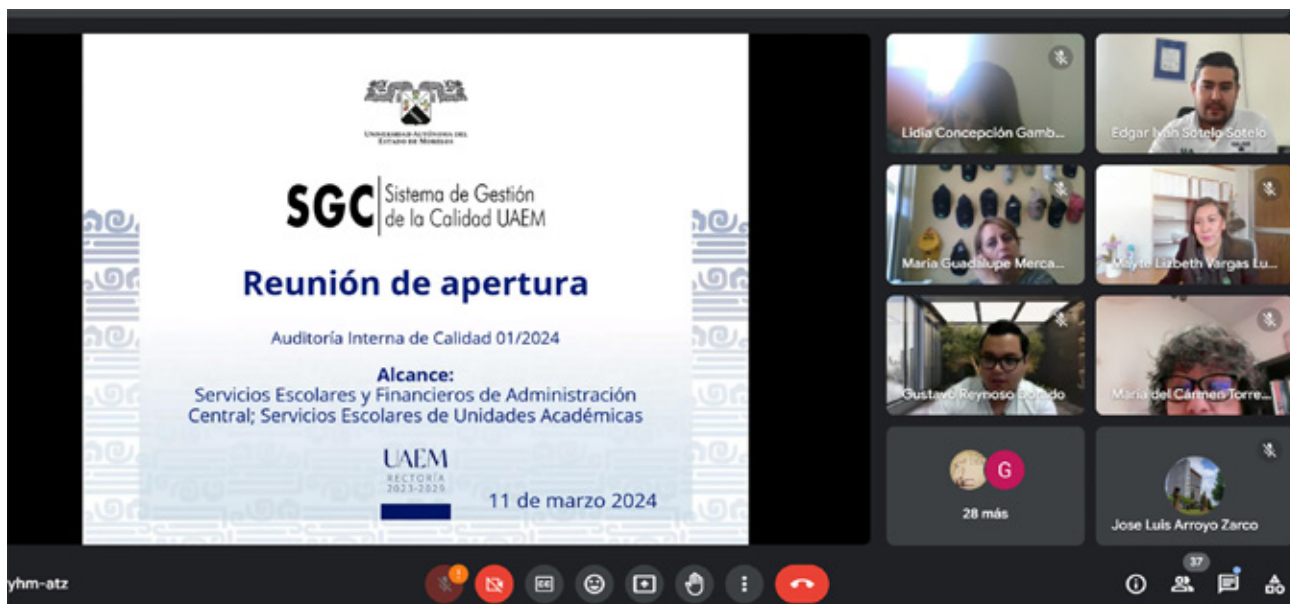 UNIVERSIDAD AUTÓNOMA DEL
ESTADO DE MORELOS
SGC
Sistema de Gestión
de la Calidad UAEM
Reunión de apertura
Auditoría Interna de Calidad 01/2024
Alcance:
Servicios Escolares y Financieros de Administración
Central; Servicios Escolares de Unidades Académicas
UAEM
RECTORÍA
2023-2029
11 de marzo 2024
Lidia Concepción Gamb...
Edgar Iván Sotelo Sotelo
María Guadalupe Merca...
Mayte Lizbeth Vargas Lu...
Gustavo Reynoso Dorado
María del Cármen Torre...
G
28 más
Jose Luis Arroyo Zarco
yhm-atz
CC
37